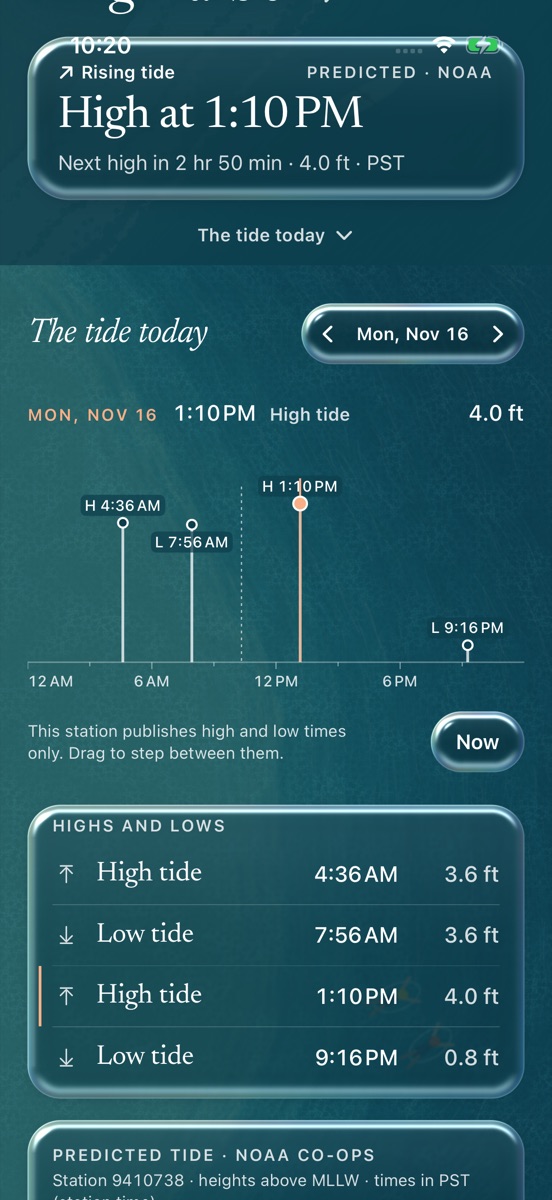 10:20
Rising tide
PREDICTED · NOAA
High at 1:10 PM
Next high in 2 hr 50 min · 4.0 ft · PST
The tide today
The tide today
Mon, Nov 16
MON, NOV 16 1:10 PM High tide 4.0 ft
H 1:10 PM
H 4:36 AM
L 7:56 AM
L 9:16 PM
12 AM 6 AM 12 PM 6 PM
This station publishes high and low times
only. Drag to step between them.
Now
HIGHS AND LOWS
High tide 4:36 AM 3.6 ft
Low tide 7:56 AM 3.6 ft
High tide 1:10 PM 4.0 ft
Low tide 9:16 PM 0.8 ft
PREDICTED TIDE · NOAA CO-OPS
Station 9410738 · heights above MLLW · times in PST
(station time)